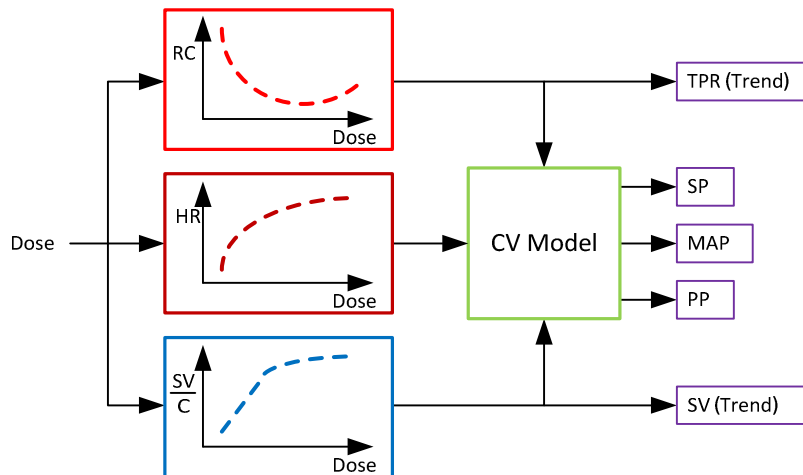 RC
Dose
TPR (Trend)
HR
Dose
Dose
CV Model
SP
MAP
PP
SV
C
Dose
SV (Trend)